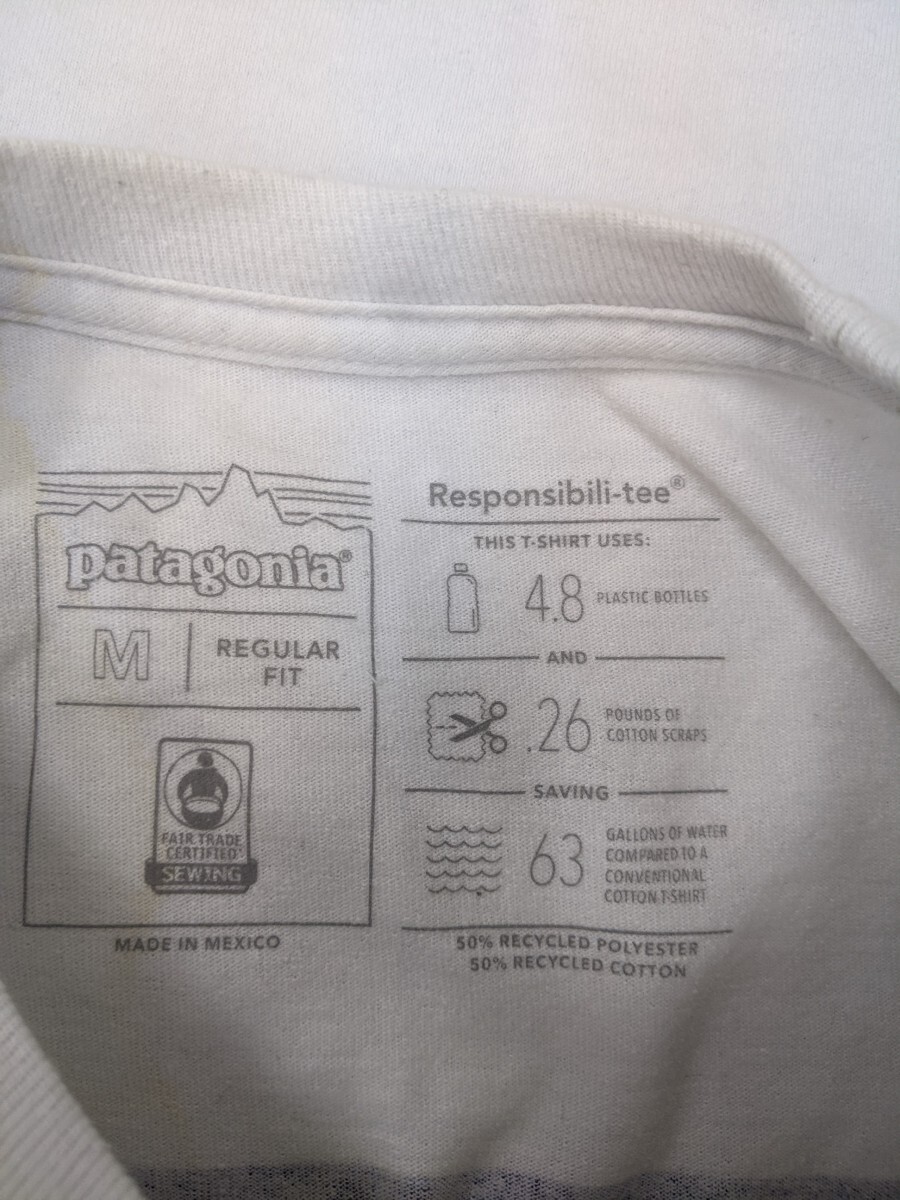 patagonia®
M
REGULAR
FIT
FAIR TRADE
CERTIFIED
SEWING
MADE IN MEXICO
Responsibili-tee®
THIS T-SHIRT USES:
4.8 PLASTIC BOTTLES
AND
.26 POUNDS OF
COTTON SCRAPS
SAVING
63 GALLONS OF WATER
COMPARED TO A
CONVENTIONAL
COTTON T-SHIRT
50% RECYCLED POLYESTER
50% RECYCLED COTTON